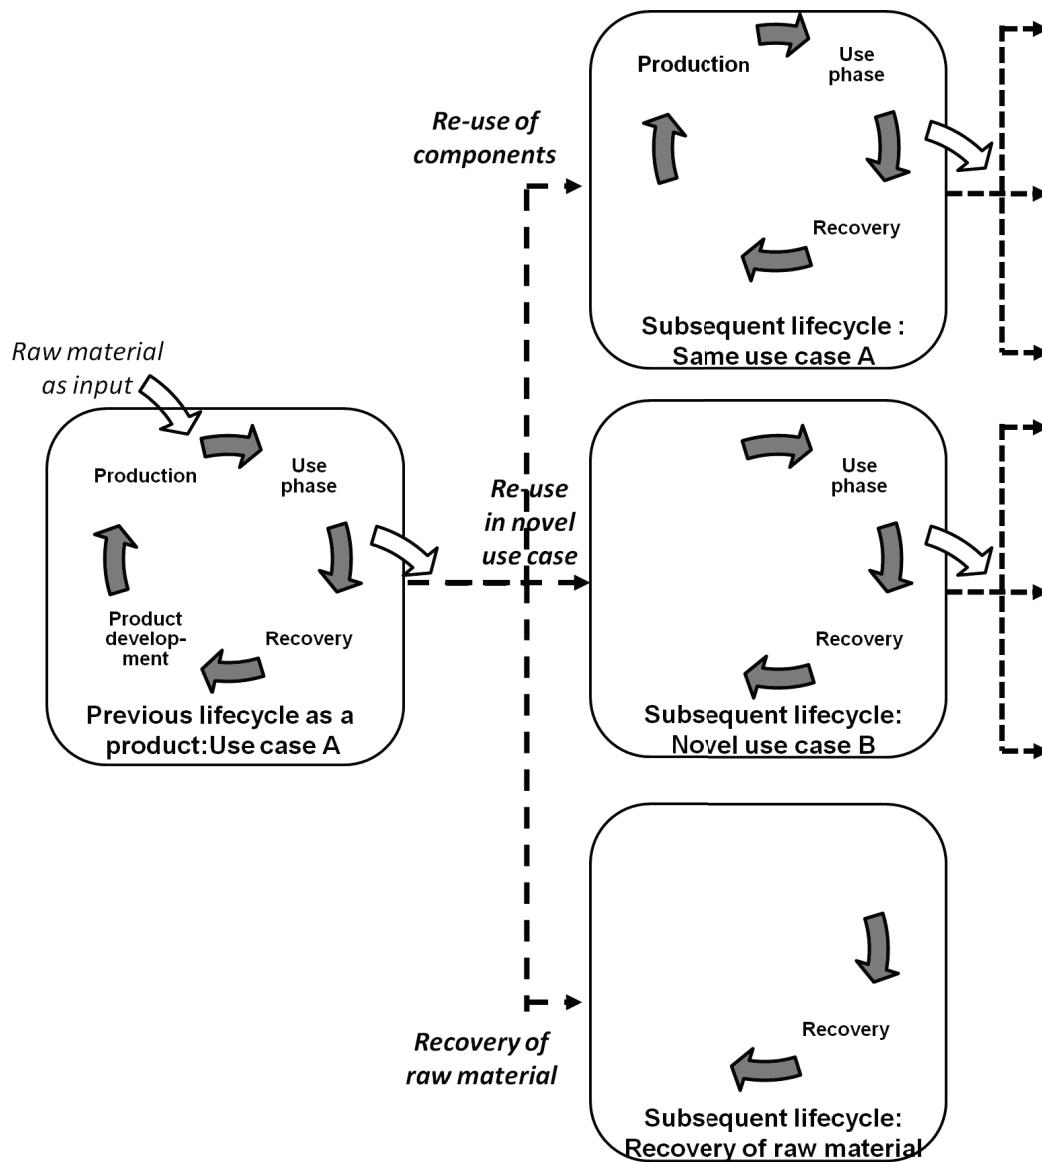 Raw material
as input
Production
Use
phase
Product
develop-
ment
Recovery
Previous lifecycle as a
product:Use case A
Re-use of
components
Re-use
in novel
use case
Recovery of
raw material
Production
Use
phase
Recovery
Subsequent lifecycle :
Same use case A
Use
phase
Recovery
Subsequent lifecycle:
Novel use case B
Recovery
Subsequent lifecycle:
Recovery of raw material